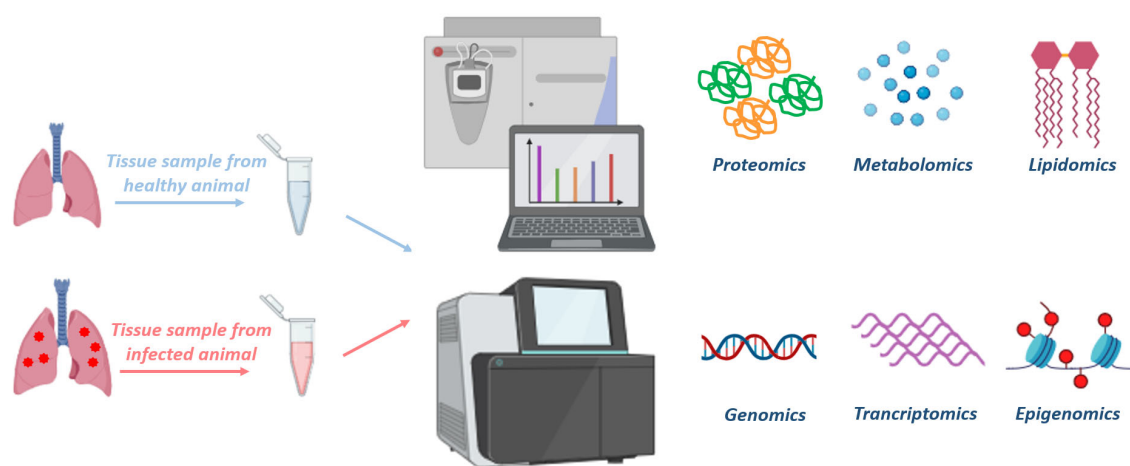 Tissue sample from
healthy animal
Tissue sample from
infected animal
Proteomics
Metabolomics
Lipidomics
Genomics
Trancriptomics
Epigenomics